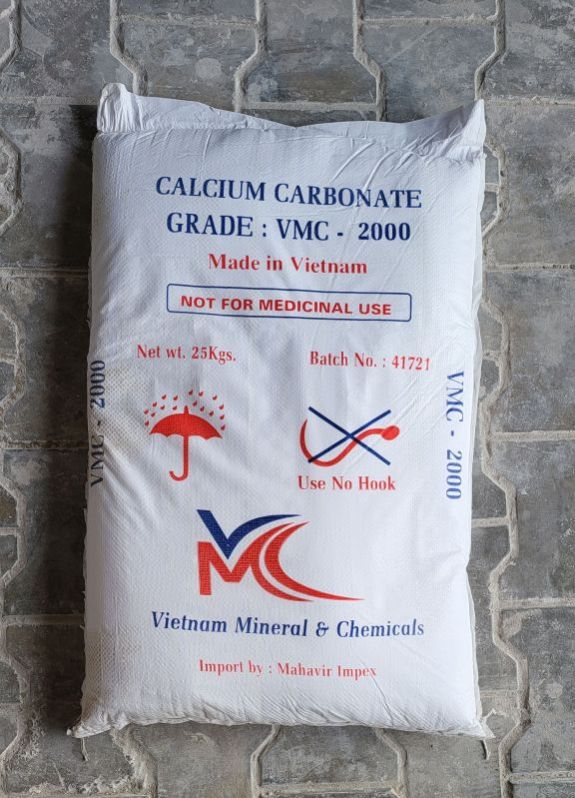 CALCIUM CARBONATE
GRADE : VMC - 2000
Made in Vietnam
NOT FOR MEDICINAL USE
Net wt. 25Kgs.
Batch No. : 41721
VMC - 2000
VMC - 2000
Use No Hook
VMC
Vietnam Mineral & Chemicals
Import by : Mahavir Impex